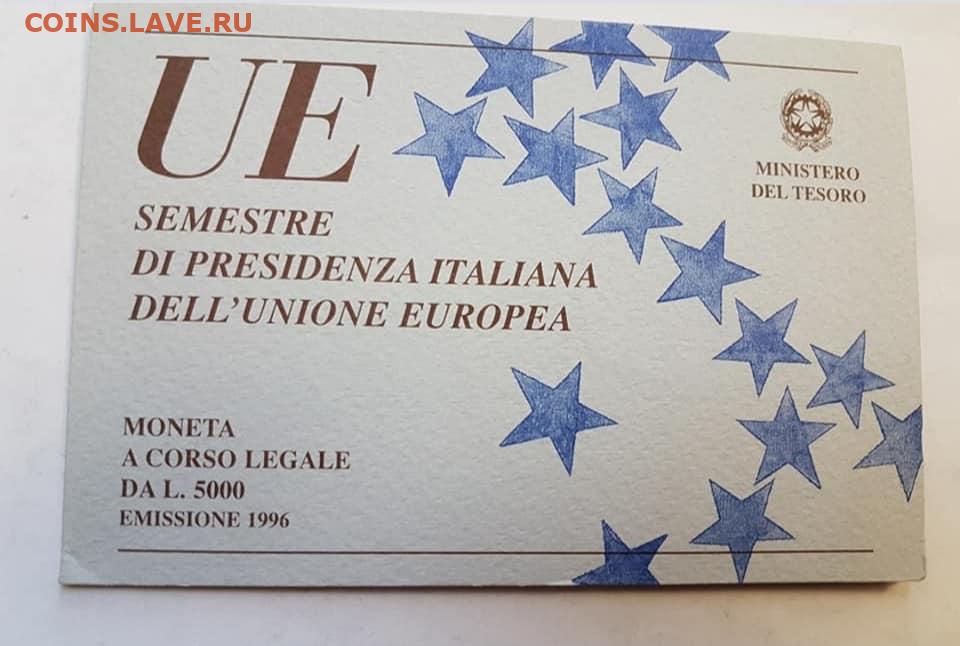 COINS.LAVE.RU
UE
SEMESTRE
DI PRESIDENZA ITALIANA
DELL'UNIONE EUROPEA
MINISTERO
DEL TESORO
MONETA
A CORSO LEGALE
DA L. 5000
EMISSIONE 1996